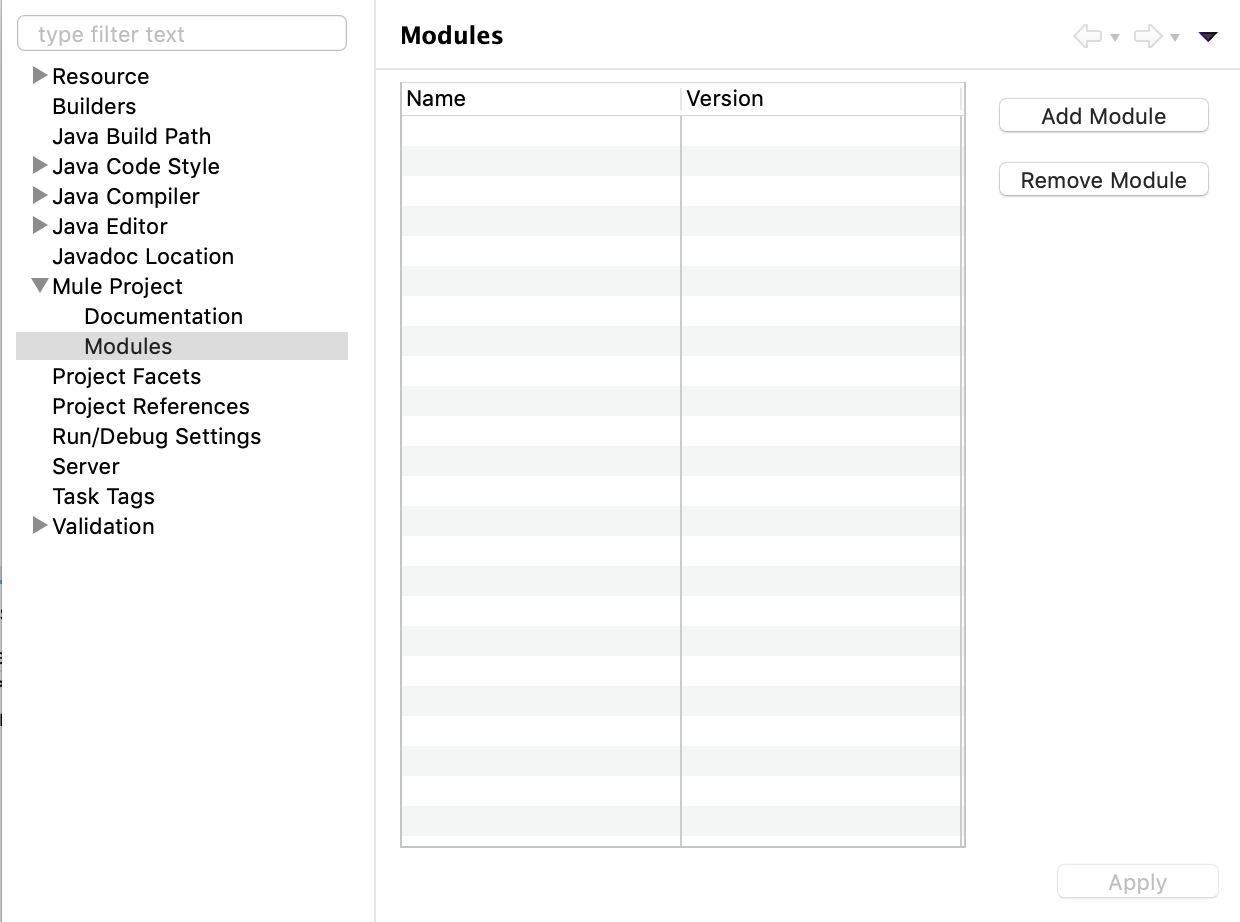 type filter text
Resource
Builders
Java Build Path
Java Code Style
Java Compiler
Java Editor
Javadoc Location
Mule Project
Documentation
Modules
Project Facets
Project References
Run/Debug Settings
Server
Task Tags
Validation
Modules
Name Version
Add Module
Remove Module
Apply